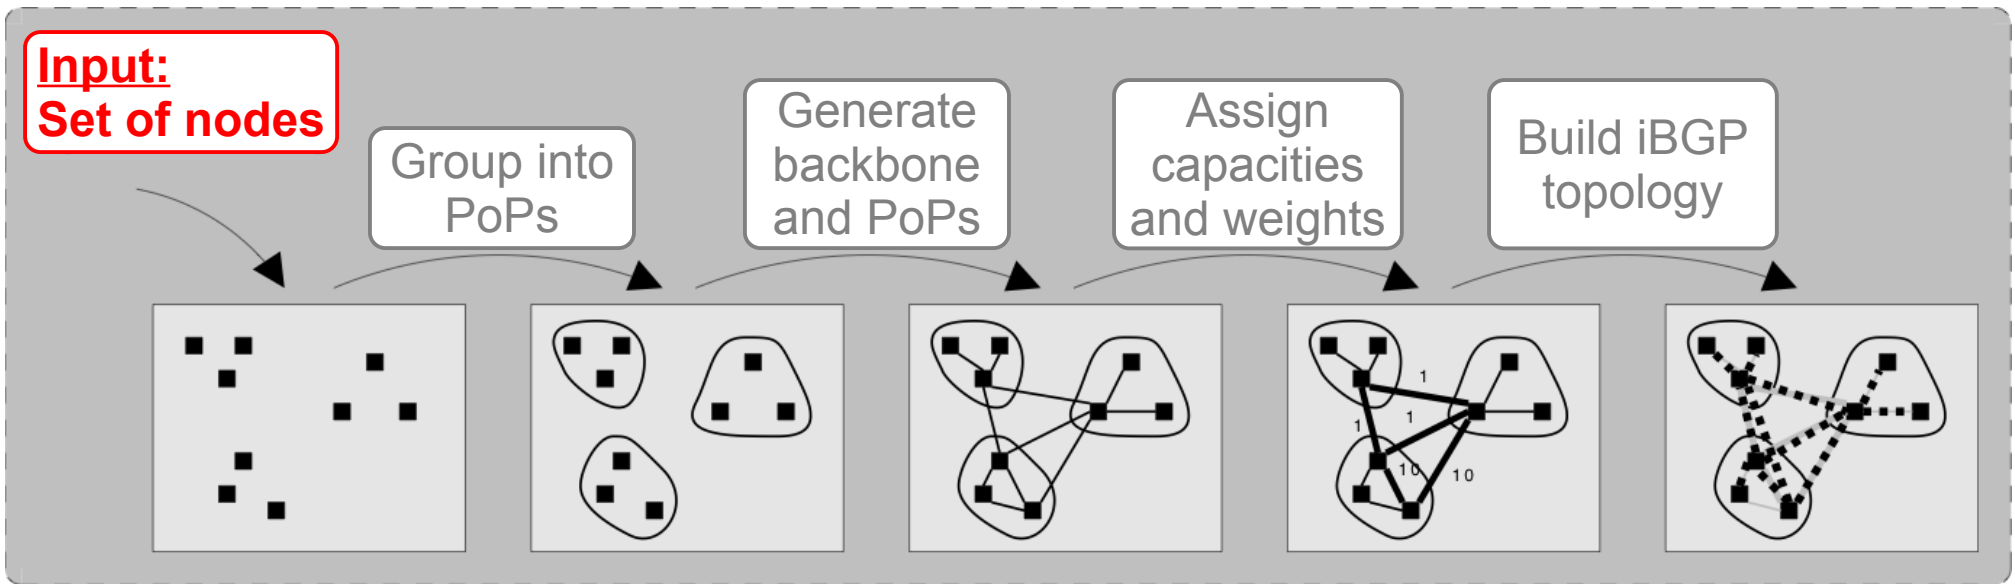 Input:
Set of nodes
Group into
PoPs
Generate
backbone
and PoPs
Assign
capacities
and weights
Build iBGP
topology
1
1
1
10
10